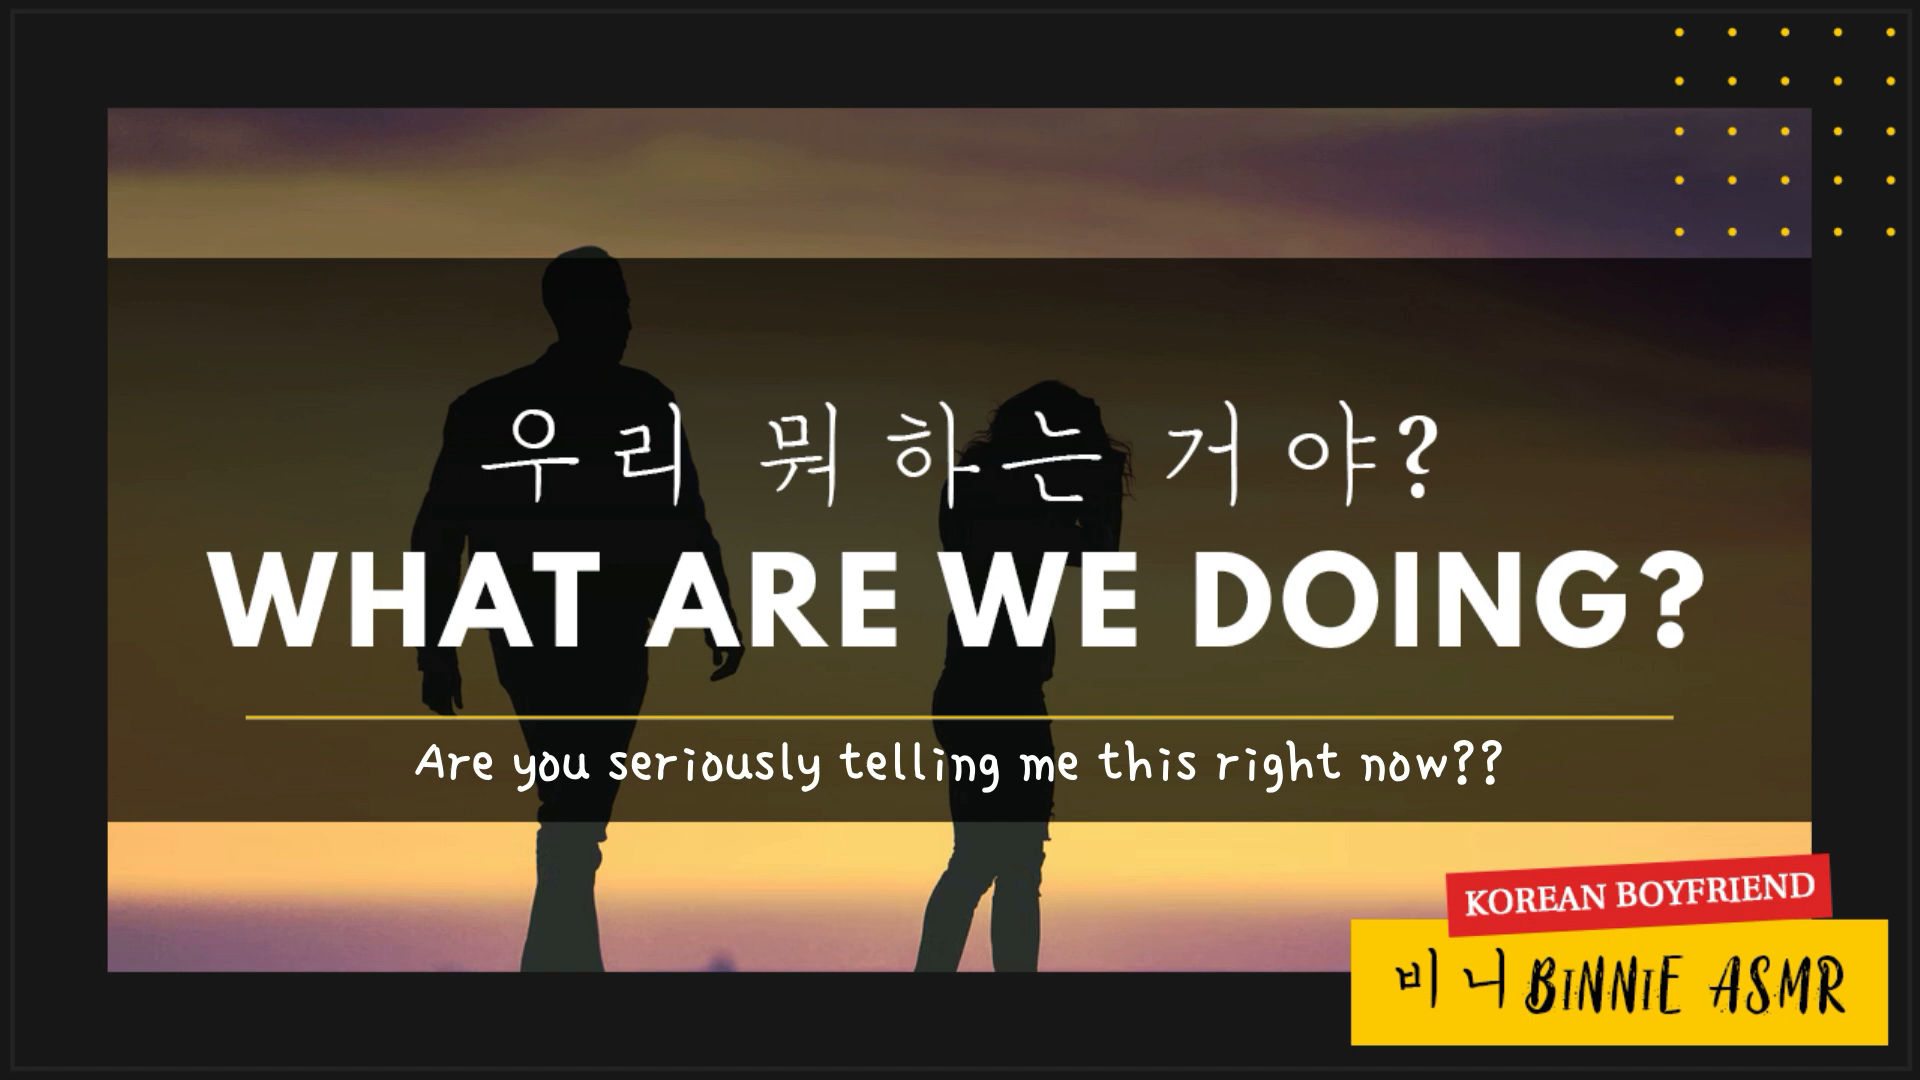 우리 뭐하는 거야?
WHAT ARE WE DOING?
Are you seriously telling me this right now??
KOREAN BOYFRIEND
비니 BINNIE ASMR